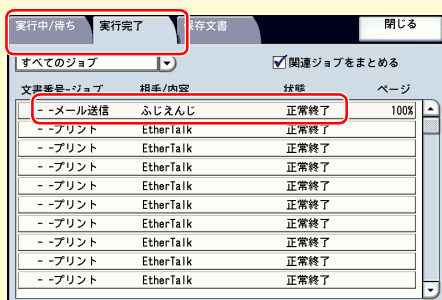 実行中/待ち 実行完了 保存文書 閉じる
すべてのジョブ 関連ジョブをまとめる
文書番号-ジョブ 相手/内容 状態 ページ
- -メール送信 ふじえんじ 正常終了 100%
- -プリント EtherTalk 正常終了
- -プリント EtherTalk 正常終了
- -プリント EtherTalk 正常終了
- -プリント EtherTalk 正常終了
- -プリント EtherTalk 正常終了
- -プリント EtherTalk 正常終了
- -プリント EtherTalk 正常終了
- -プリント EtherTalk 正常終了
- -プリント EtherTalk 正常終了